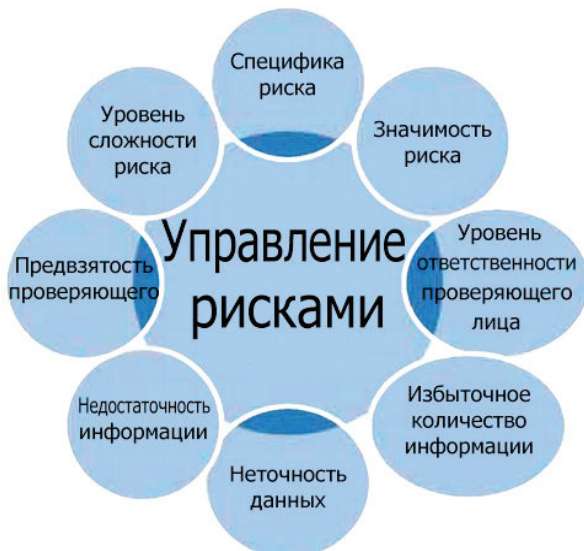 Специфика
риска
Значимость
риска
Уровень
ответственности
проверяющего
лица
Избыточное
количество
информации
Неточность
данных
Недостаточность
информации
Предвзятость
проверяющего
Уровень
сложности
риска
Управление
рисками